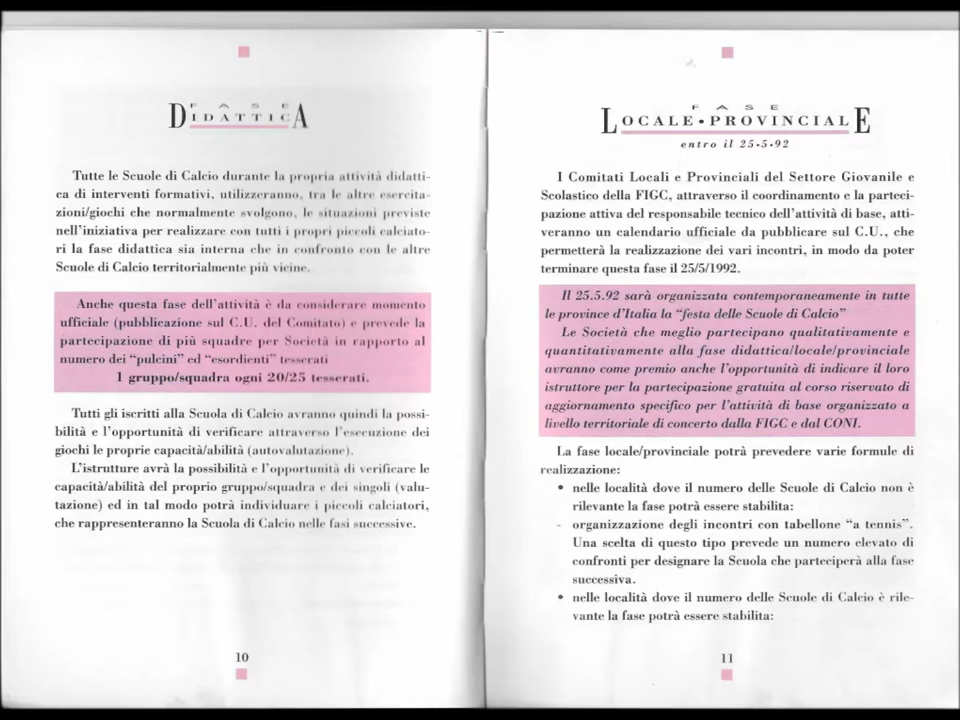 FASE
DIDATTICA
Tutte le Scuole di Calcio durante la propria attività didatti-
ca di interventi formativi, utilizzeranno, tra le altre esercita-
zioni/giochi che normalmente svolgono, le situazioni previste
nell'iniziativa per realizzare con tutti i propri piccoli calciato-
ri la fase didattica sia interna che in confronto con le altre
Scuole di Calcio territorialmente più vicine.
Anche questa fase dell'attività è da considerare momento
ufficiale (pubblicazione sul C.U. del Comitato) e prevede la
partecipazione di più squadre per Società in rapporto al
numero dei "pulcini" ed "esordienti" tesserati
1 gruppo/squadra ogni 20/25 tesserati.
Tutti gli iscritti alla Scuola di Calcio avranno quindi la possi-
bilità e l'opportunità di verificare attraverso l'esecuzione dei
giochi le proprie capacità/abilità (autovalutazione).
L'istrutture avrà la possibilità e l'opportunità di verificare le
capacità/abilità del proprio gruppo/squadra e dei singoli (valu-
tazione) ed in tal modo potrà individuare i piccoli calciatori,
che rappresenteranno la Scuola di Calcio nelle fasi successive.
10
FASE
LOCALE•PROVINCIALE
entro il 25•5•92
I Comitati Locali e Provinciali del Settore Giovanile e
Scolastico della FIGC, attraverso il coordinamento e la parteci-
pazione attiva del responsabile tecnico dell'attività di base, atti-
veranno un calendario ufficiale da pubblicare sul C.U., che
permetterà la realizzazione dei vari incontri, in modo da poter
terminare questa fase il 25/5/1992.
Il 25.5.92 sarà organizzata contemporaneamente in tutte
le province d'Italia la "festa delle Scuole di Calcio"
Le Società che meglio partecipano qualitativamente e
quantitativamente alla fase didattica/locale/provinciale
avranno come premio anche l'opportunità di indicare il loro
istruttore per la partecipazione gratuita al corso riservato di
aggiornamento specifico per l'attività di base organizzato a
livello territoriale di concerto dalla FIGC e dal CONI.
La fase locale/provinciale potrà prevedere varie formule di
realizzazione:
• nelle località dove il numero delle Scuole di Calcio non è
rilevante la fase potrà essere stabilita:
- organizzazione degli incontri con tabellone "a tennis".
Una scelta di questo tipo prevede un numero elevato di
confronti per designare la Scuola che parteciperà alla fase
successiva.
• nelle località dove il numero delle Scuole di Calcio è rile-
vante la fase potrà essere stabilita:
11